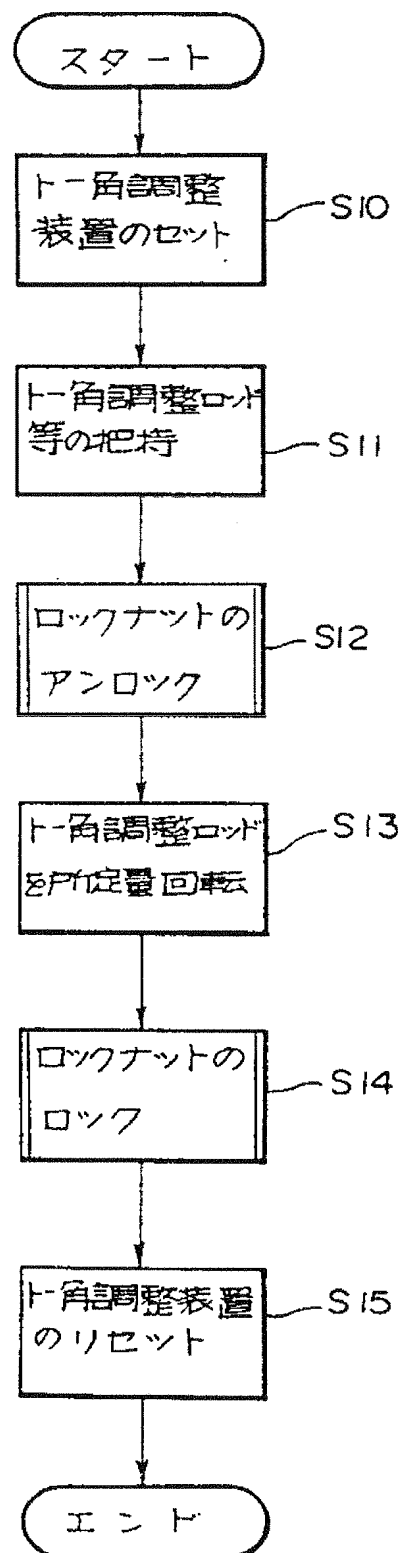 スタート
トー角調整
装置のセット
S10
トー角調整ロッド
等の把持
S11
ロックナットの
アンロック
S12
トー角調整ロッド
を所定量回転
S13
ロックナットの
ロック
S14
トー角調整装置
のリセット
S15
エンド